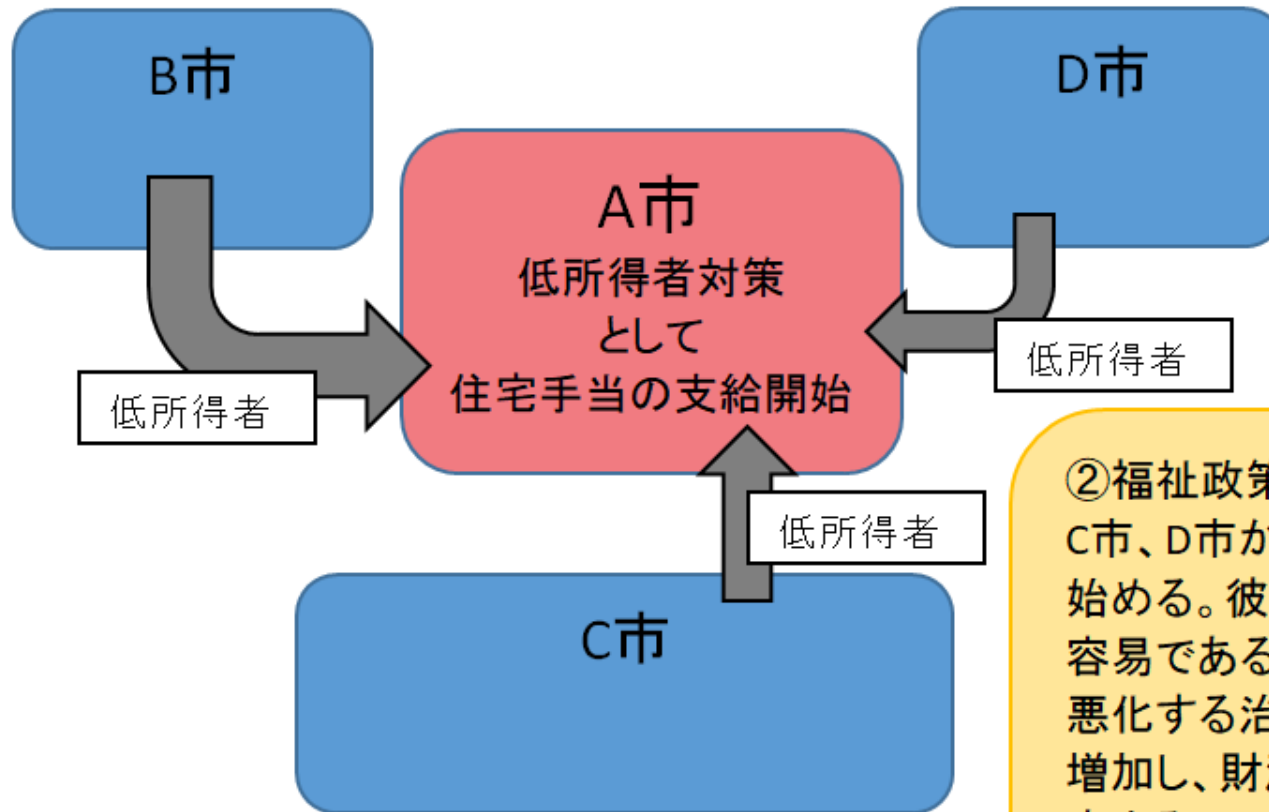 B市
D市
A市
低所得者対策
として
住宅手当の支給開始
低所得者
低所得者
低所得者
C市
②福祉政策
C市、D市か
始める。彼
容易である
悪化する治
増加し、財